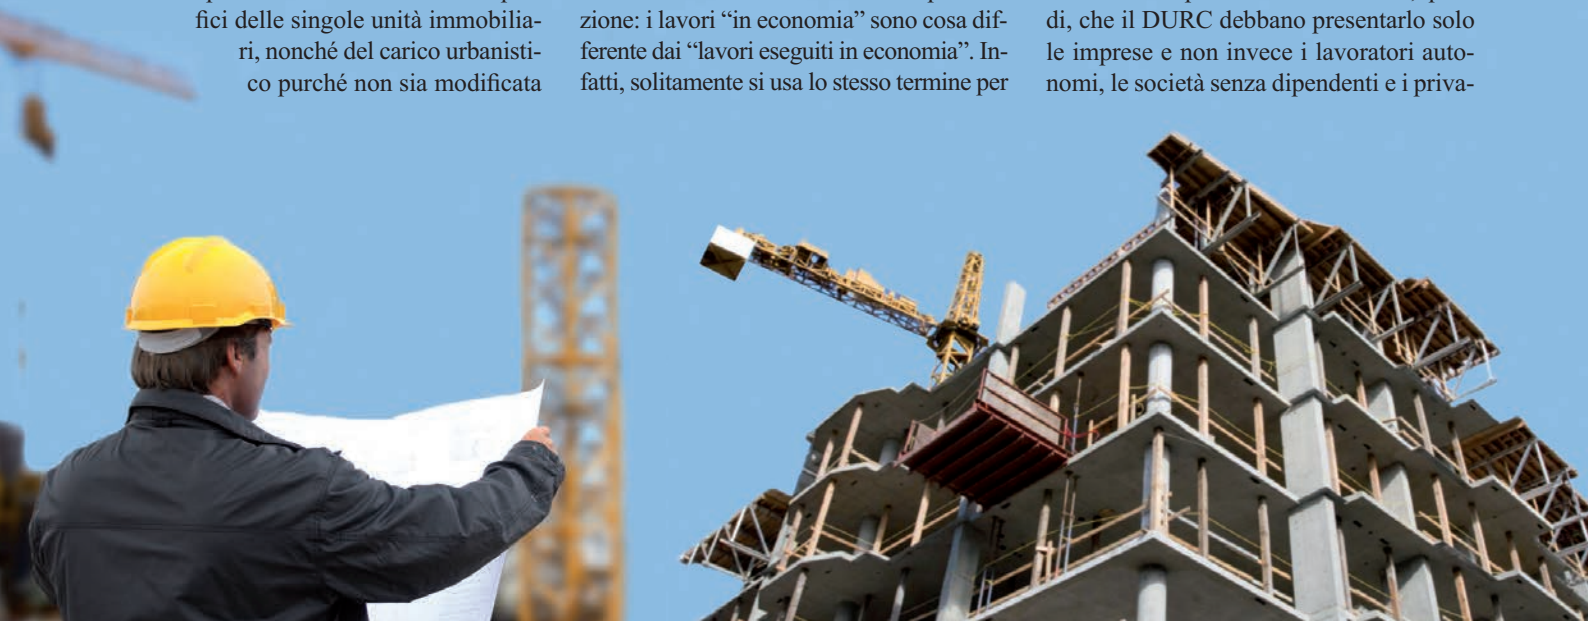 fici delle singole unità immobilia-
ri, nonché del carico urbanisti-
co purché non sia modificata
zione: i lavori “in economia” sono cosa dif-
ferente dai “lavori eseguiti in economia”. In-
fatti, solitamente si usa lo stesso termine per
di, che il DURC debbano presentarlo solo
le imprese e non invece i lavoratori auto-
nomi, le società senza dipendenti e i priva-